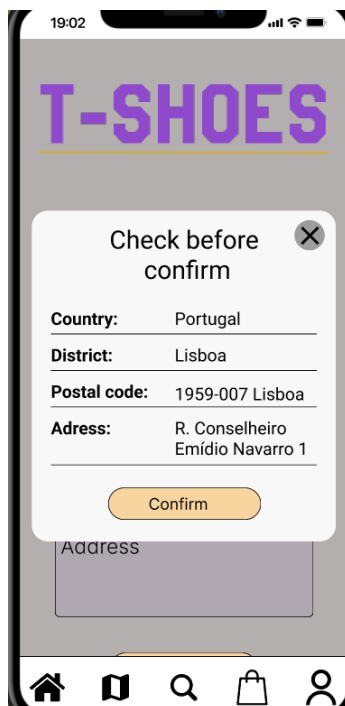 19:02
T-SHOES
Check before
confirm
Country: Portugal
District: Lisboa
Postal code: 1959-007 Lisboa
Adress: R. Conselheiro
Emídio Navarro 1
Confirm
Address